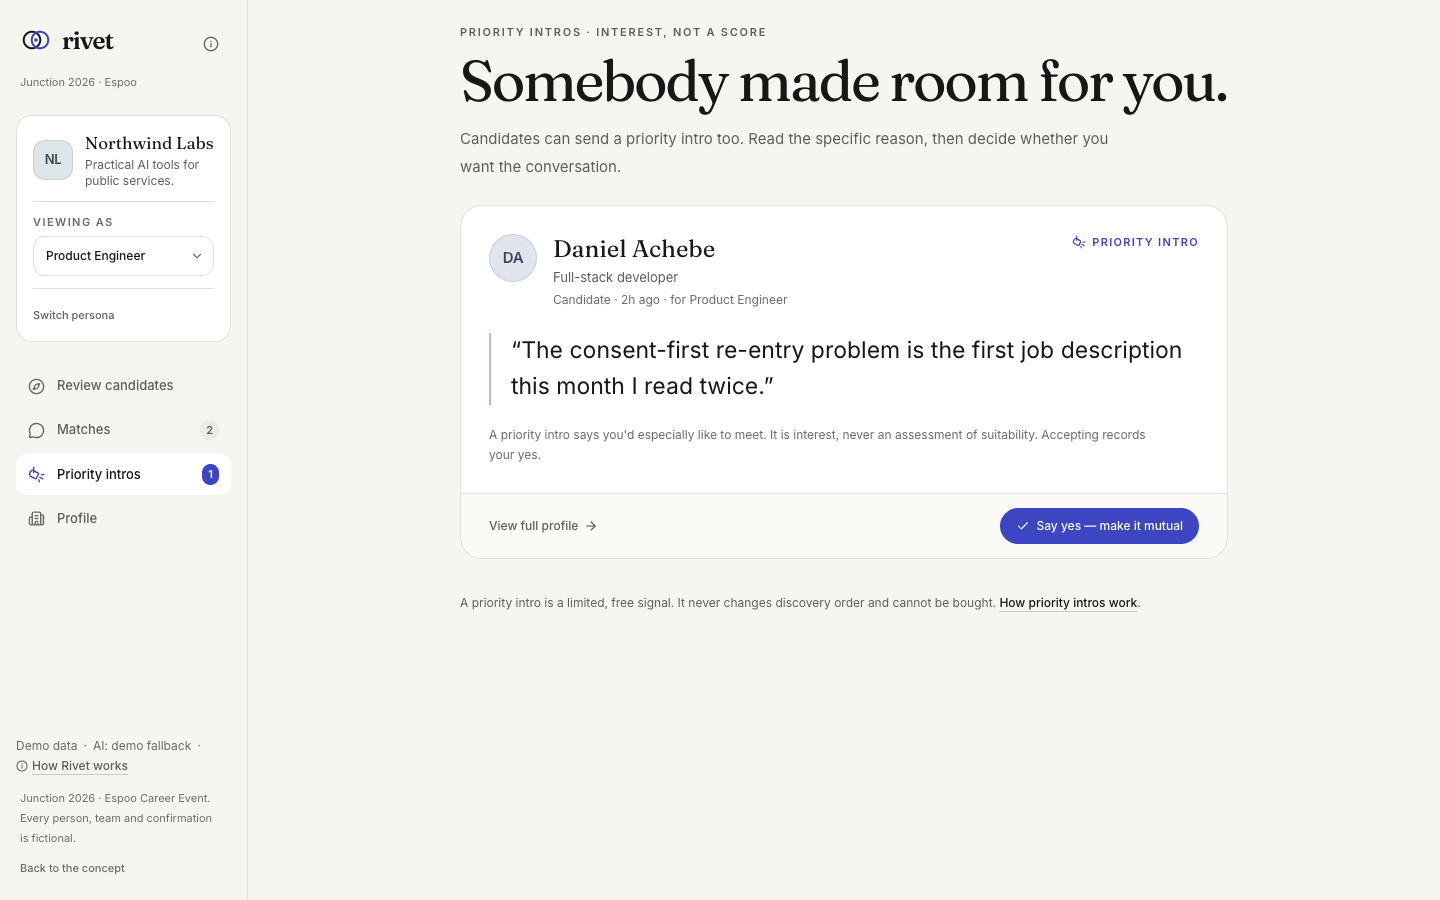 rivet
Junction 2026 · Espoo
NL
Northwind Labs
Practical AI tools for
public services.
VIEWING AS
Product Engineer
Switch persona
Review candidates
Matches 2
Priority intros 1
Profile
Demo data · AI: demo fallback ·
How Rivet works
Junction 2026 · Espoo Career Event.
Every person, team and confirmation
is fictional.
Back to the concept
PRIORITY INTROS · INTEREST, NOT A SCORE
Somebody made room for you.
Candidates can send a priority intro too. Read the specific reason, then decide whether you
want the conversation.
DA
Daniel Achebe
PRIORITY INTRO
Full-stack developer
Candidate · 2h ago · for Product Engineer
“The consent-first re-entry problem is the first job description
this month I read twice.”
A priority intro says you'd especially like to meet. It is interest, never an assessment of suitability. Accepting records
your yes.
View full profile →
Say yes — make it mutual
A priority intro is a limited, free signal. It never changes discovery order and cannot be bought. How priority intros work.